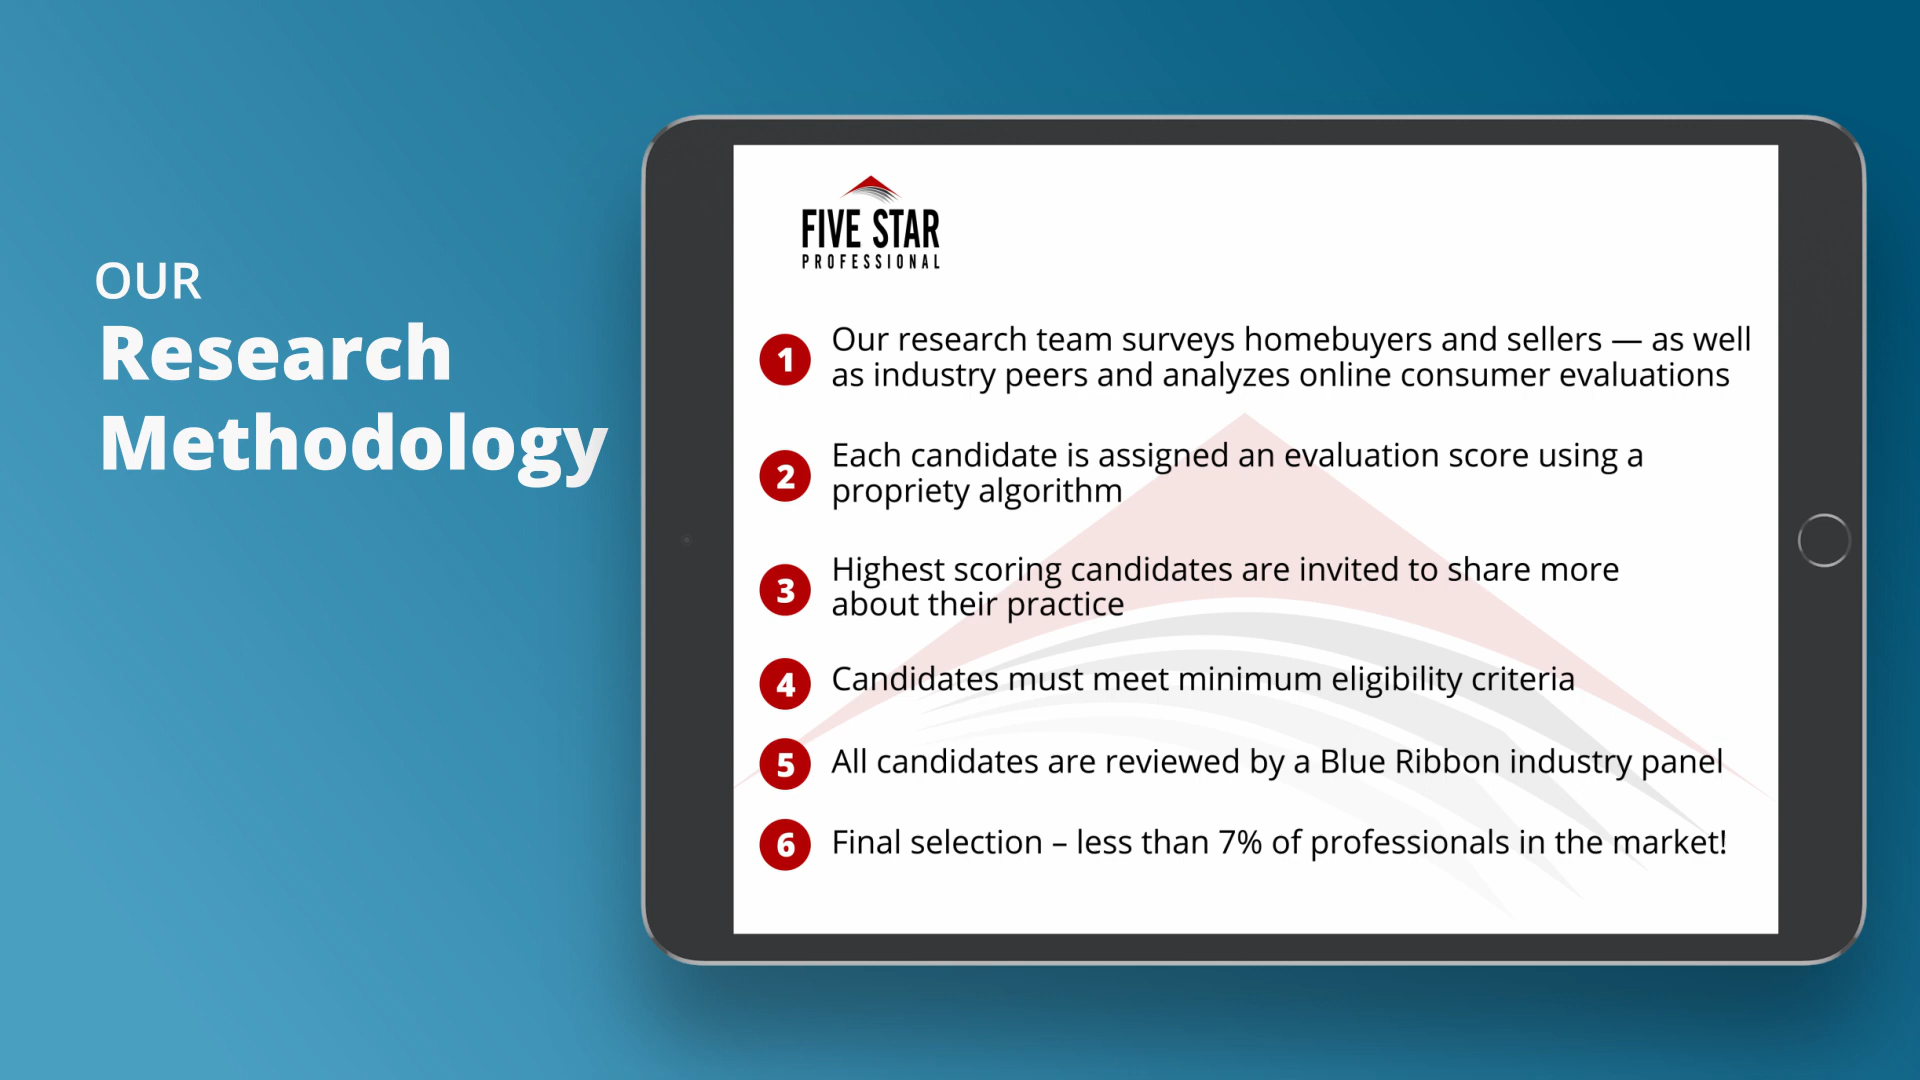 OUR
Research
Methodology
FIVE STAR
PROFESSIONAL
1 Our research team surveys homebuyers and sellers — as well
as industry peers and analyzes online consumer evaluations
2 Each candidate is assigned an evaluation score using a
propriety algorithm
3 Highest scoring candidates are invited to share more
about their practice
4 Candidates must meet minimum eligibility criteria
5 All candidates are reviewed by a Blue Ribbon industry panel
6 Final selection – less than 7% of professionals in the market!